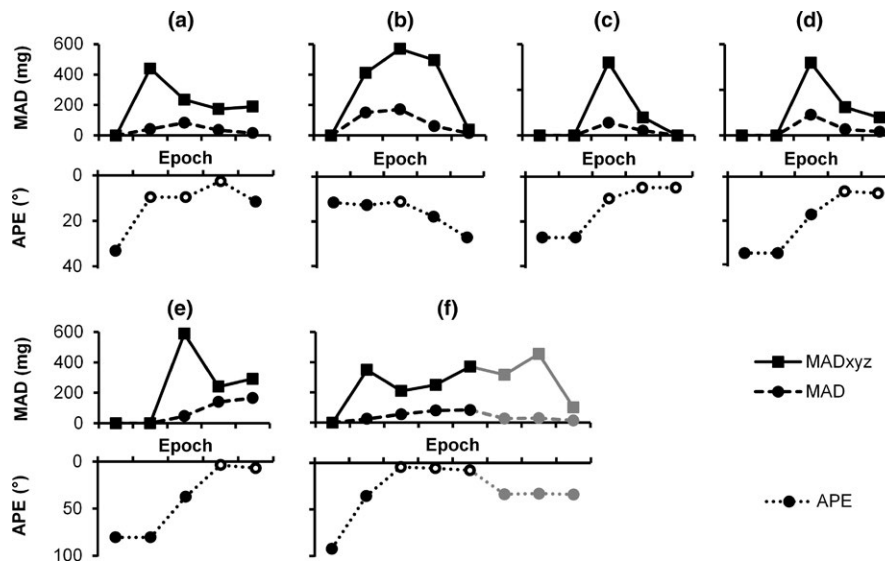 (a) (b) (c) (d)
MAD (mg)
600
400
200
0
Epoch Epoch Epoch Epoch
APE (°)
0
20
40
(e) (f)
MAD (mg)
600
400
200
0
MADxyz
MAD
Epoch Epoch
APE (°)
0
50
100
APE